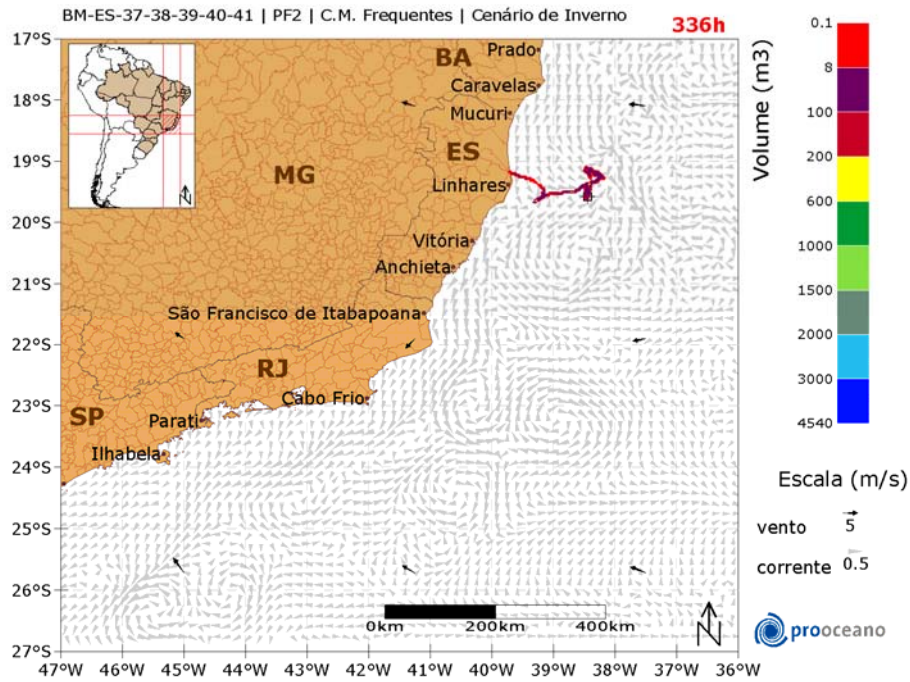 BM-ES-37-38-39-40-41 | PF2 | C.M. Frequentes | Cenário de Inverno
336h
17°S
18°S
19°S
20°S
21°S
22°S
23°S
24°S
25°S
26°S
27°S
BA
Prado
Caravelas
Mucuri
ES
MG
Linhares
Vitória
Anchieta
São Francisco de Itabapoana
RJ
Cabo Frio
SP
Parati
Ilhabela
N
0km
200km
400km
N
47°W
46°W
45°W
44°W
43°W
42°W
41°W
40°W
39°W
38°W
37°W
36°W
Volume (m3)
0.1
8
100
200
600
1000
1500
2000
3000
4540
Escala (m/s)
vento 5
corrente 0.5
prooceano